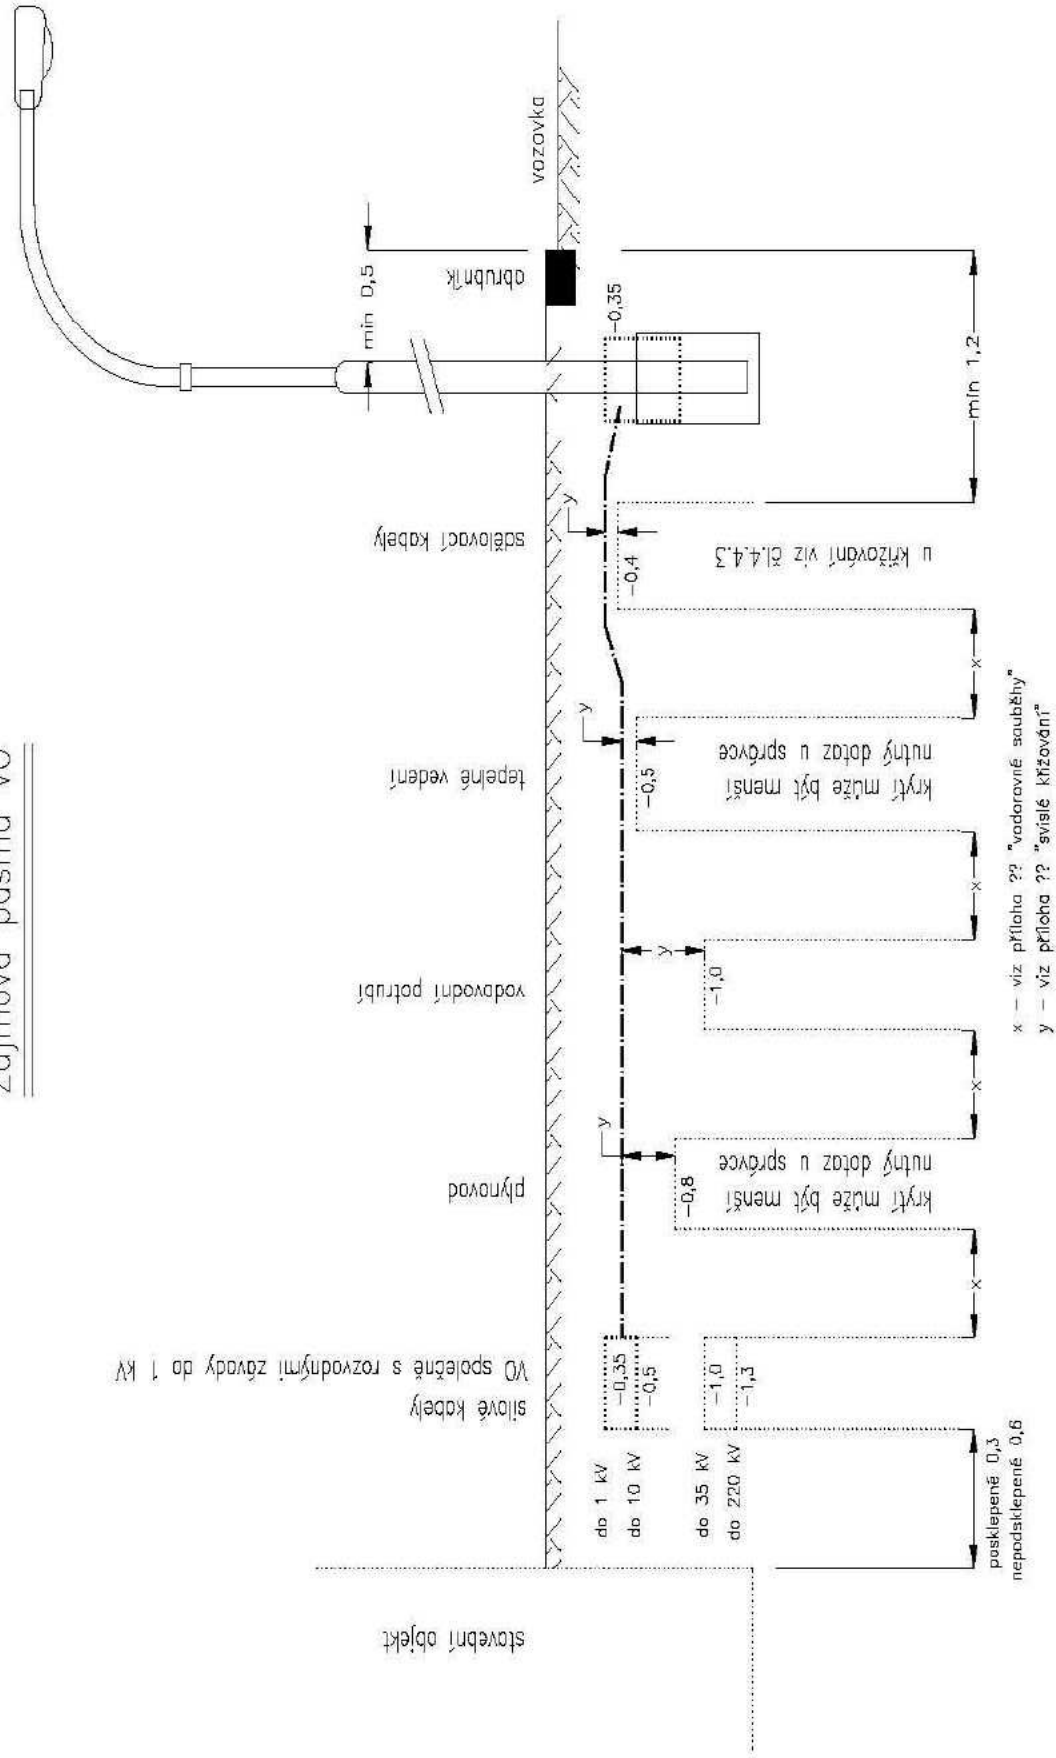 zájmová pásma VO
stavební objekt
silové kabely
VO společně s rozvodnými závody do 1 kV
plynovod
vodovodní potrubí
tepelné vedení
sdělovací kabely
obrubník
vozovka
min 0,5
-0,35
y
y
y
y
do 1 kV
do 10 kV
do 35 kV
do 220 kV
-0,35
-0,5
-1,0
-1,3
-0,8
-1,0
-0,5
-0,4
krytí může být menší
nutný dotaz u správce
krytí může být menší
nutný dotaz u správce
u křižování viz čl.4.4.3
x
x
x
x
min 1,2
posklepené 0,3
nepodsklepené 0,6
x – viz příloha ?? "vodorovné souběhy"
y – viz příloha ?? "svislé křižování"